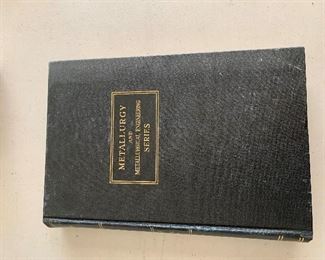 METALLURGY
AND
METALLURGICAL ENGINEERING
SERIES